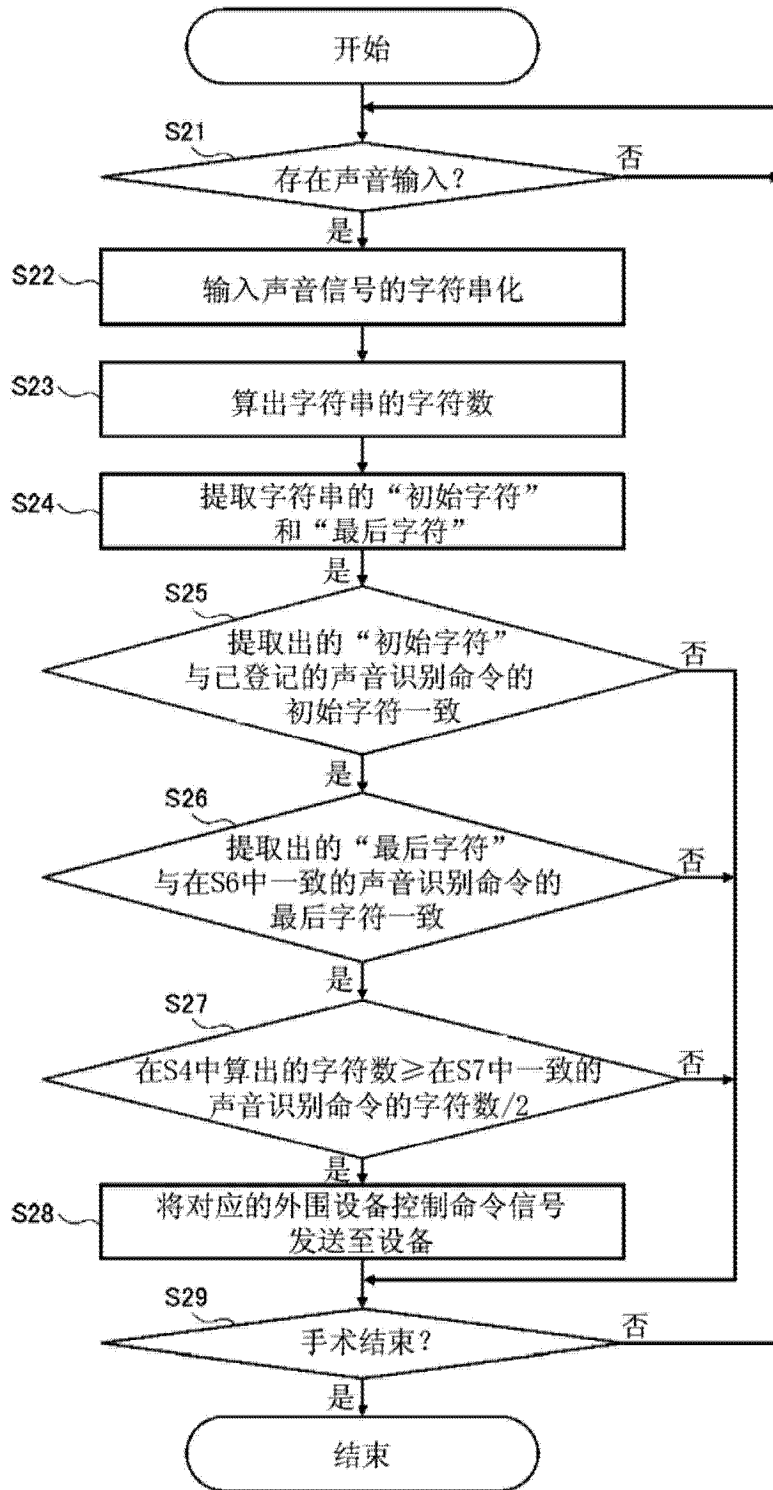 开始
S21
存在声音输入?
否
是
S22
输入声音信号的字符串化
S23
算出字符串的字符数
S24
提取字符串的“初始字符”
和“最后字符”
是
S25
提取出的“初始字符”
与已登记的声音识别命令的
初始字符一致
否
是
S26
提取出的“最后字符”
与在S6中一致的声音识别命令的
最后字符一致
否
是
S27
在S4中算出的字符数≥在S7中一致的
声音识别命令的字符数/2
否
是
S28
将对应的外围设备控制命令信号
发送至设备
S29
手术结束?
否
是
结束